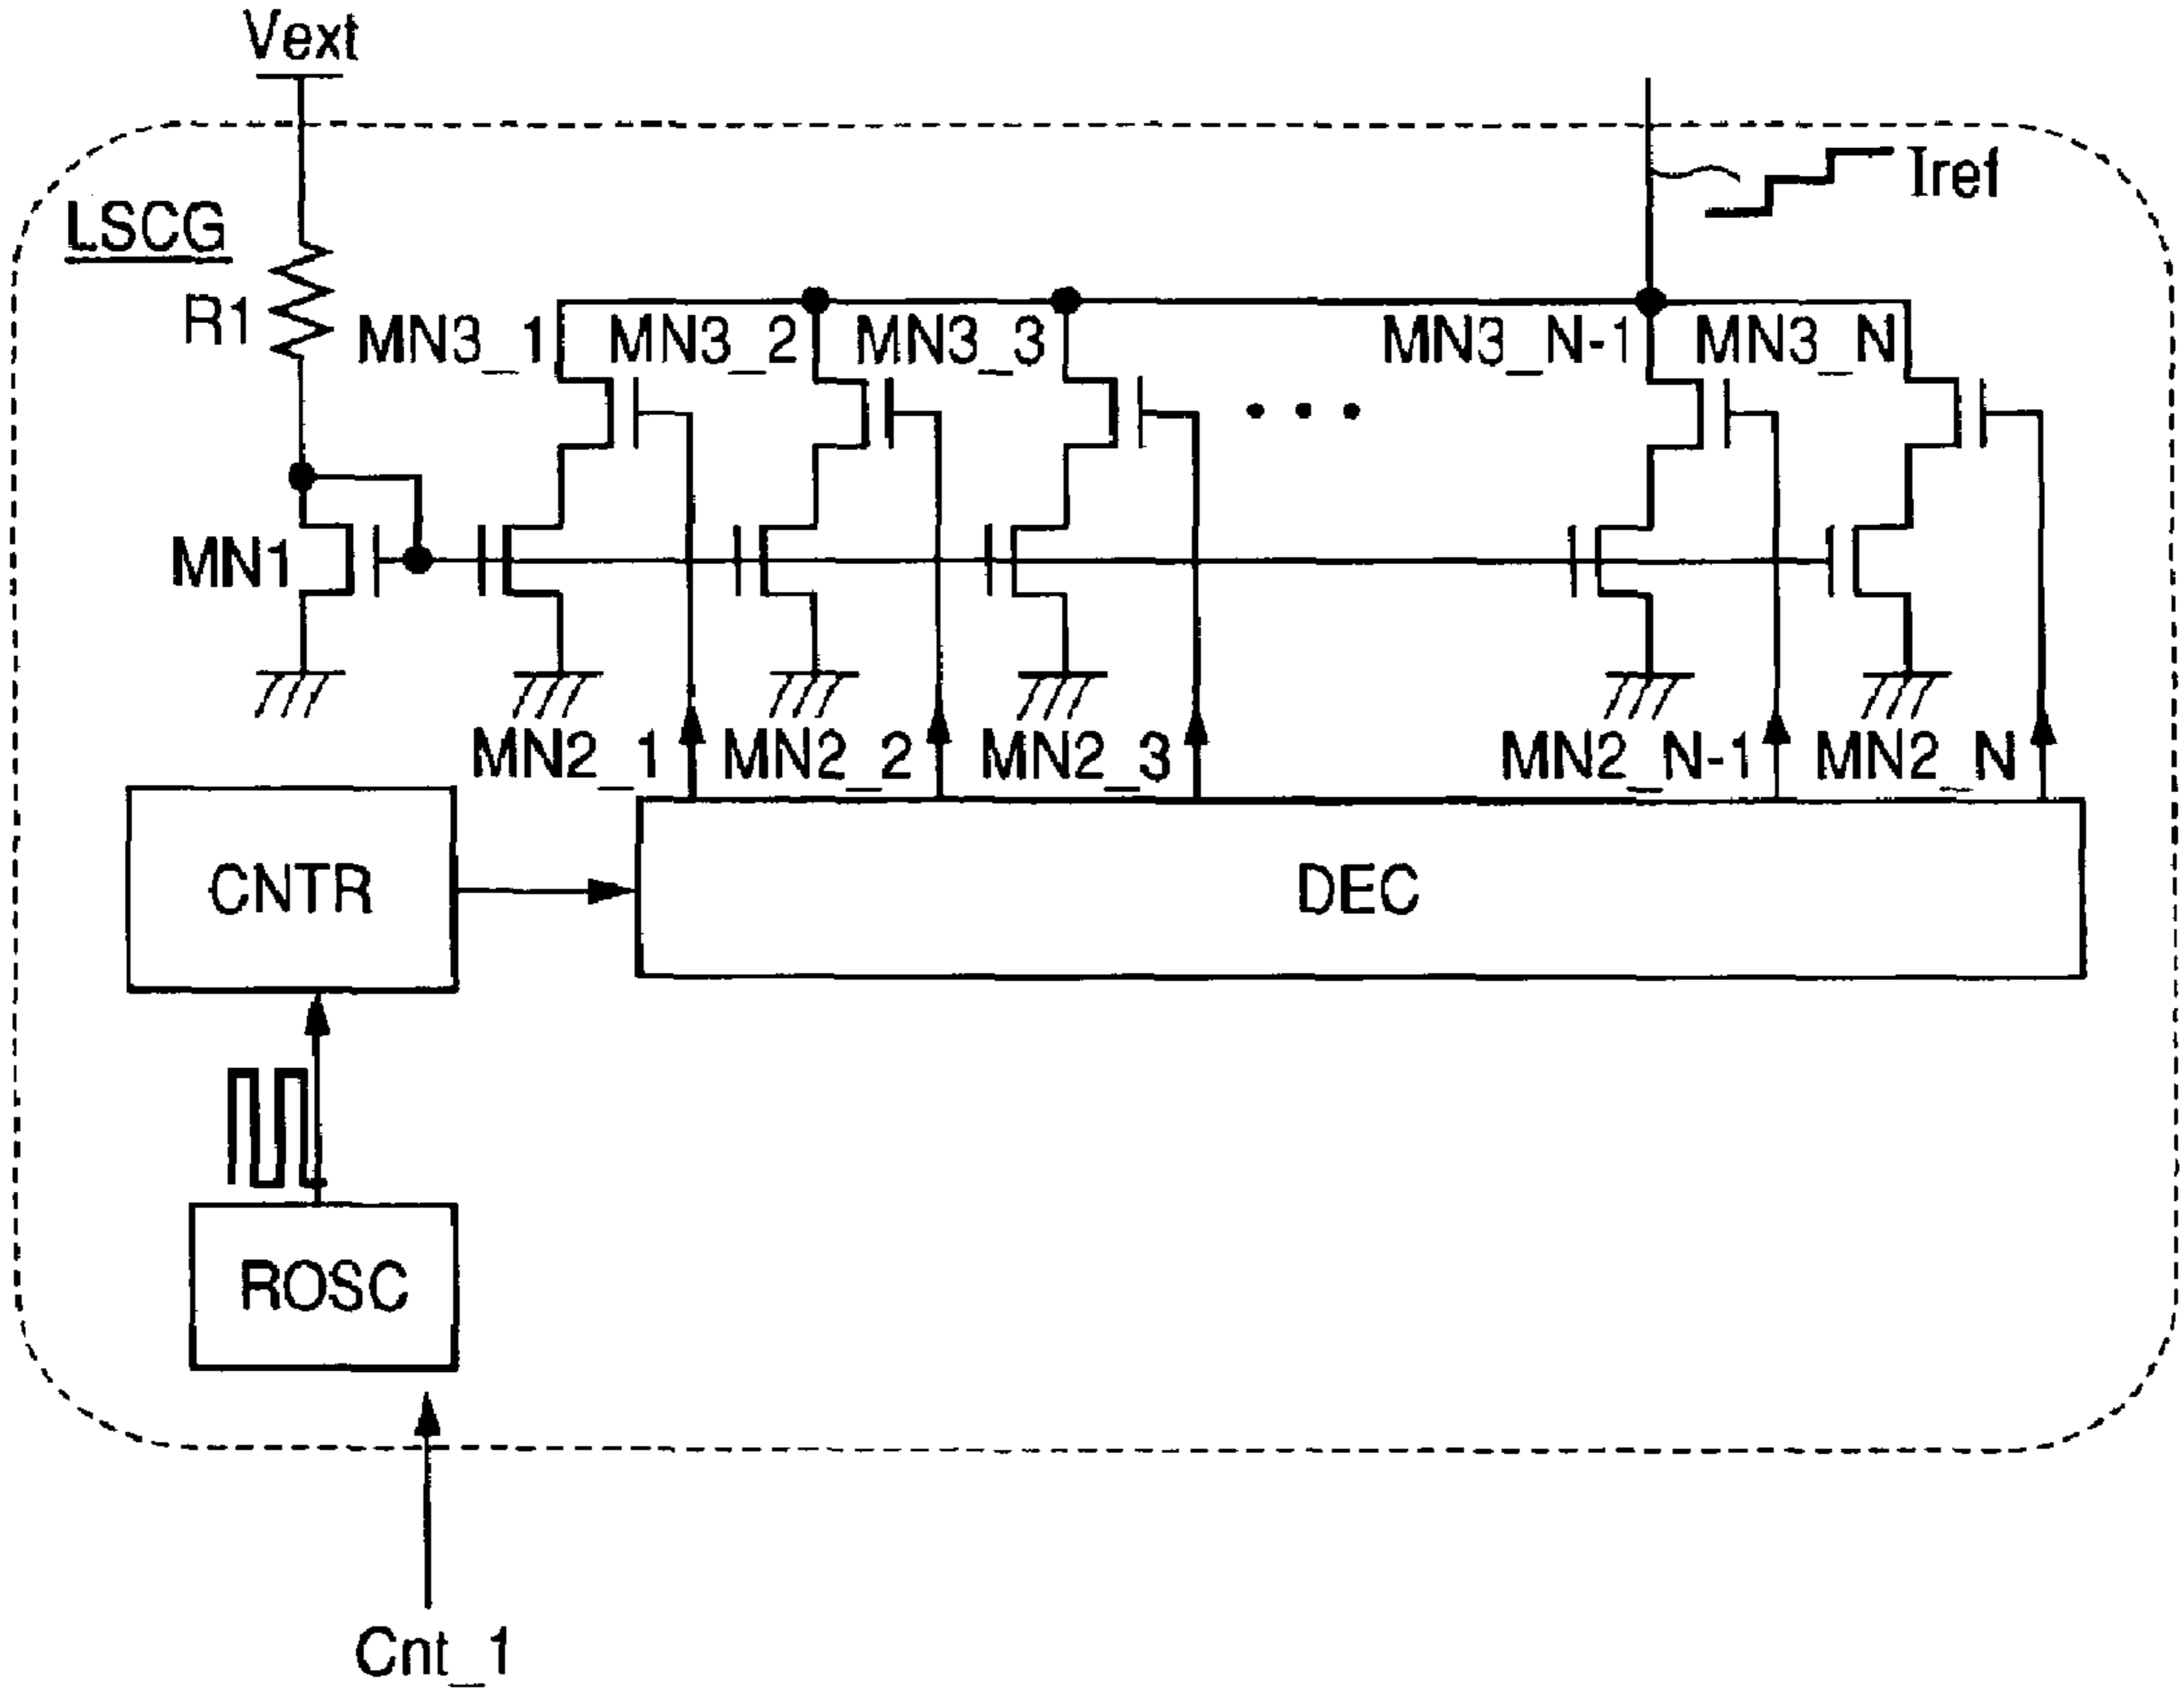 Vext
LSCG
Iref
R1
MN3_1 MN3_2 MN3_3 MN3_N-1 MN3_N
MN1
MN2_1 MN2_2 MN2_3 MN2_N-1 MN2_N
CNTR
DEC
ROSC
Cnt_1